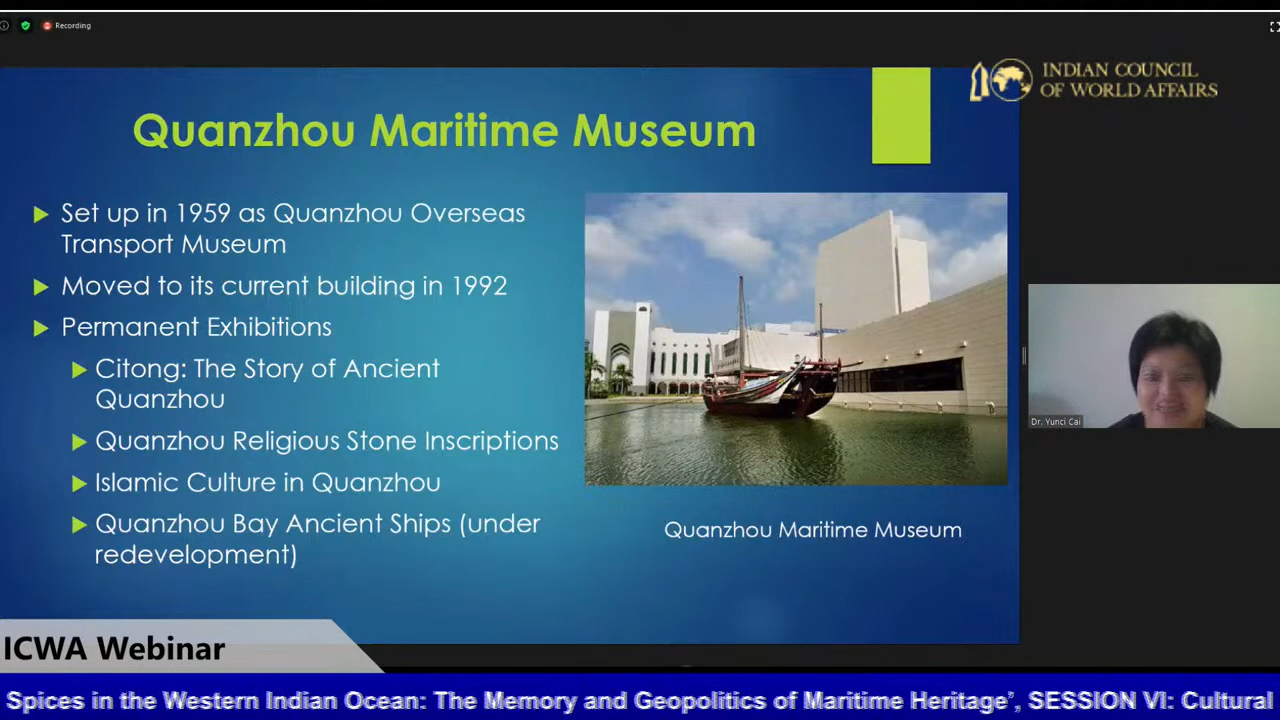 Recording
INDIAN COUNCIL
OF WORLD AFFAIRS
Quanzhou Maritime Museum
Set up in 1959 as Quanzhou Overseas
Transport Museum
Moved to its current building in 1992
Permanent Exhibitions
Citong: The Story of Ancient
Quanzhou
Quanzhou Religious Stone Inscriptions
Islamic Culture in Quanzhou
Quanzhou Bay Ancient Ships (under
redevelopment)
Quanzhou Maritime Museum
Dr. Yunci Cai
ICWA Webinar
Spices in the Western Indian Ocean: The Memory and Geopolitics of Maritime Heritage’, SESSION VI: Cultural